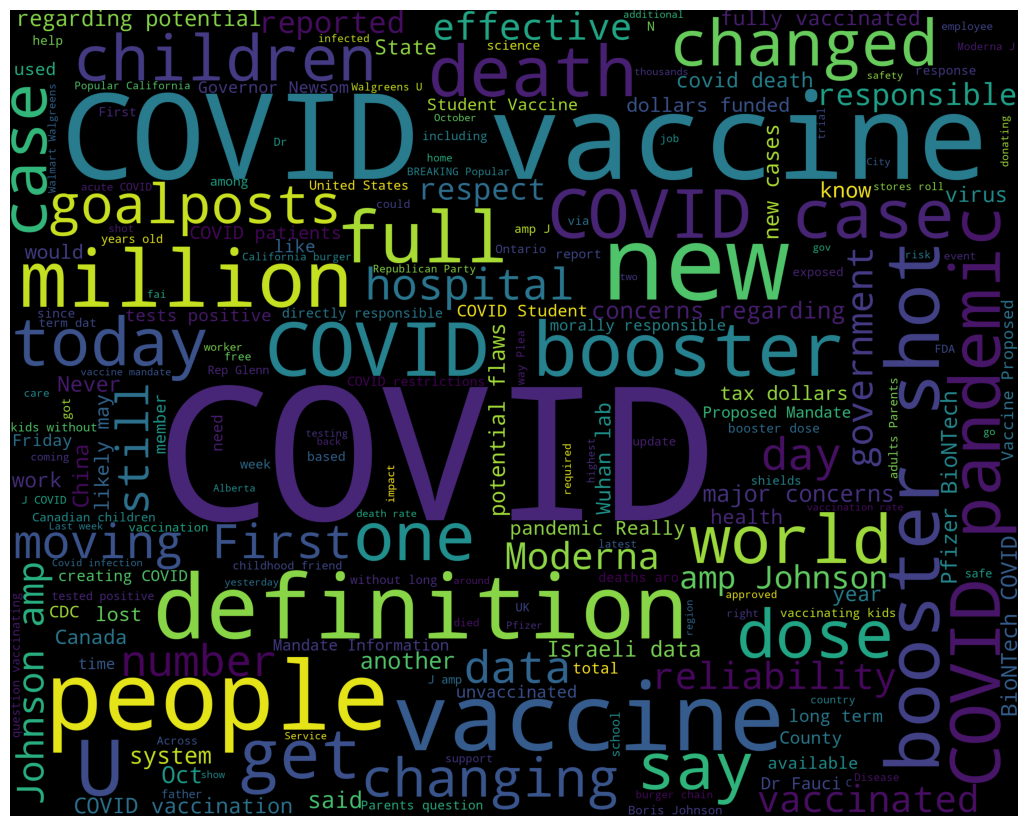 regarding potential
reported
effective
additional
N
fully vaccinated
employee
help
children
infected
science
State
death
changed
Moderna J
used
Popular California
Governor Newsom
Walgreens U
thousands
covid death
safety
response
First
Student Vaccine
dollars funded
responsible
case
Walmart Walgreens
COVID vaccine
October
including
Dr
home
job
trial
City
donating
BREAKING Popular
acute COVID
among
United States
respect
COVID
new cases
case
know
stores roll
virus
goalposts
shot
could
via
years old
COVID patients
full
amp J
new
would
like
California burger
Ontario
report
gov
risk
event
million
Republican Party
hospital
two
exposed
fai
since
tests positive
directly responsible
COVID Student
concerns regarding
government
booster shot
COVID pandemic
term dat
today
COVID
booster
morally responsible
worker
free
way Plea
FDA
Vaccine Proposed
vaccine mandate
Rep Glenn
COVID restrictions
potential flaws
tax dollars
care
Never
got
COVID
Proposed Mandate
booster dose
adults Parents
kids without
likely may
still
member
need
testing
back
update
go
Friday
coming
China
week
based
required
Wuhan lab
highest
day
work
impact
major concerns
shields
Pfizer BioNTech
J COVID
Alberta
health
vaccination rate
Canadian children
Last week
vaccination
death rate
moving First
one
pandemic Really
latest
world
Covid infection
childhood friend
Moderna
creating COVID
yesterday
without long
around
deaths aro
amp Johnson
year
safe
tested positive
definition
approved
CDC
lost
UK
died
Pfizer
region
right
vaccinating kids
dose
Canada
Mandate Information
Israeli data
Johnson amp
question vaccinating
time
number
another
total
data
J amp
unvaccinated
reliability
country
BioNTech COVID
people
vaccine
school
long term
Across
Service
County
U
system
get
support
say
available
Oct
show
changing
Dr Fauci
c
Disease
father
burger chain
COVID vaccination
said
Parents question
Boris Johnson
vaccinated